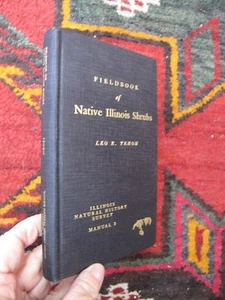 FIELDBOOK
of
Native Illinois Shrubs
LEO R. TEHON
ILLINOIS
NATURAL HISTORY
SURVEY
MANUAL 3